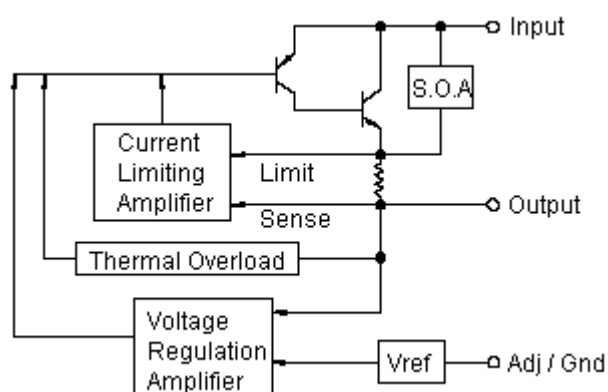 Input
S.O.A
Current
Limiting
Amplifier
Limit
Sense
Output
Thermal Overload
Voltage
Regulation
Amplifier
Vref
Adj / Gnd